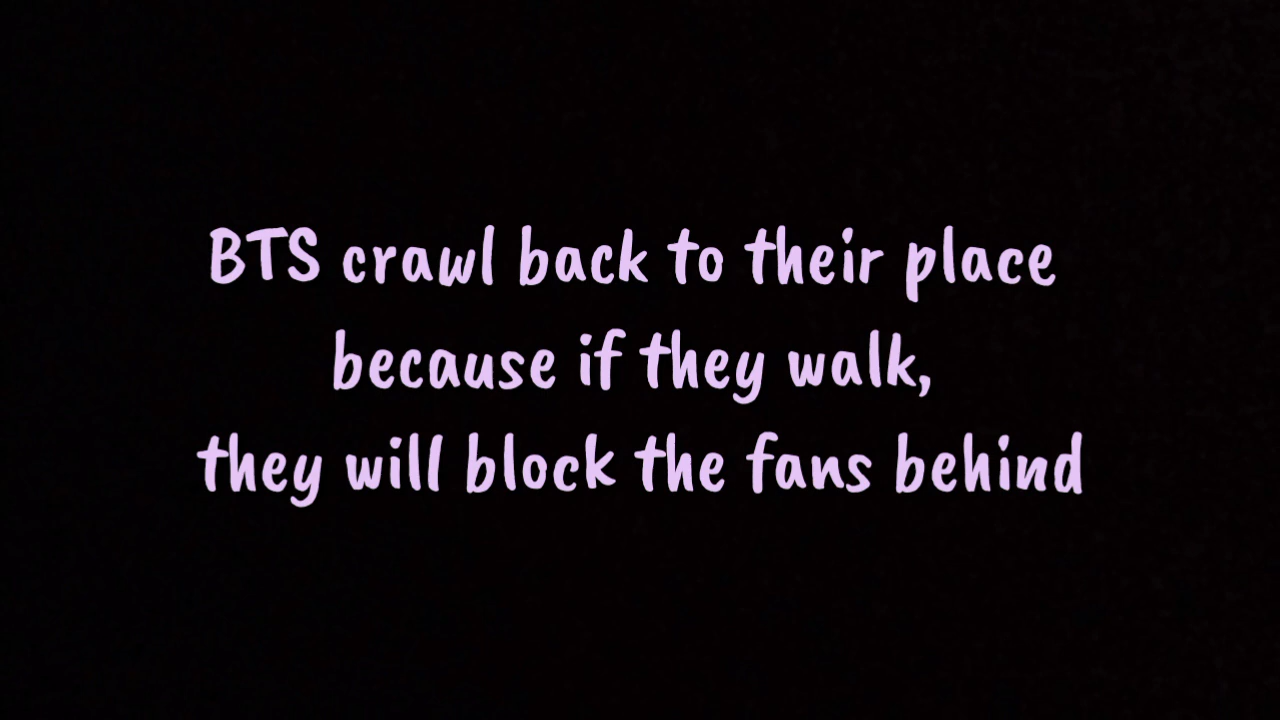 BTS crawl back to their place
because if they walk,
they will block the fans behind